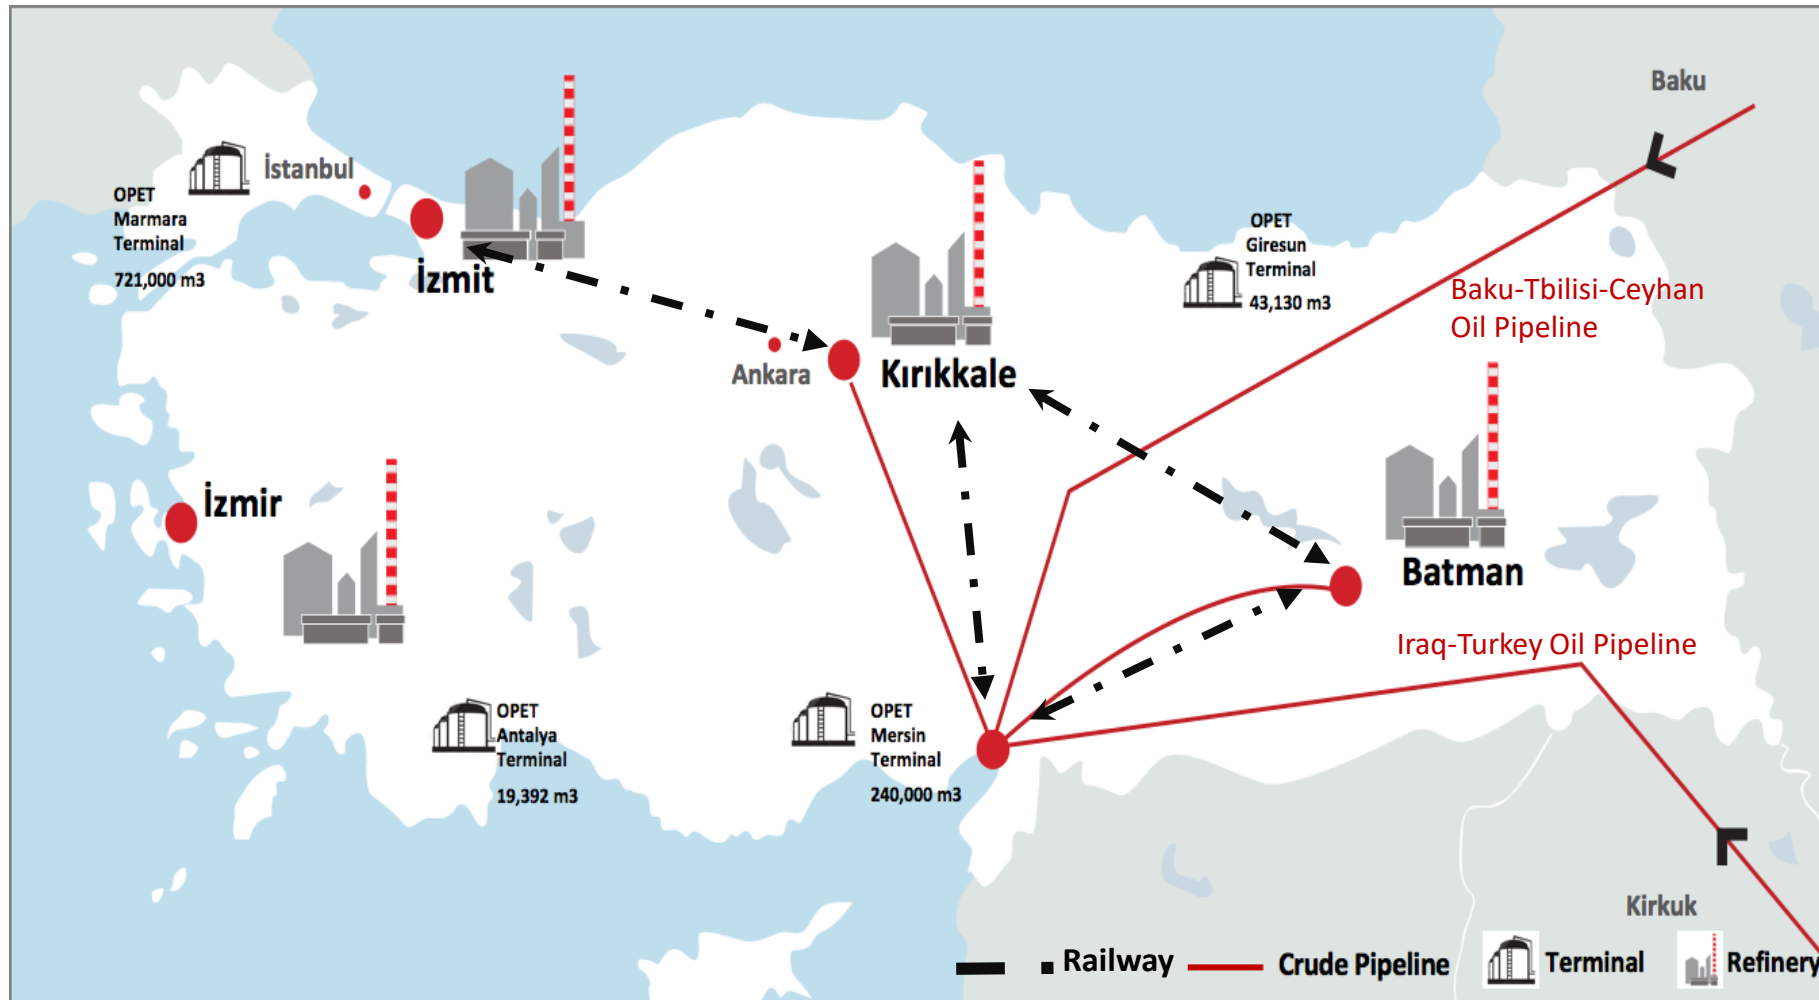 Baku
İstanbul
OPET
Marmara
Terminal
721,000 m3
İzmit
OPET
Giresun
Terminal
43,130 m3
Baku-Tbilisi-Ceyhan
Oil Pipeline
Ankara
Kırıkkale
İzmir
Batman
Iraq-Turkey Oil Pipeline
OPET
Antalya
Terminal
19,392 m3
OPET
Mersin
Terminal
240,000 m3
Kirkuk
Railway
Crude Pipeline
Terminal
Refinery